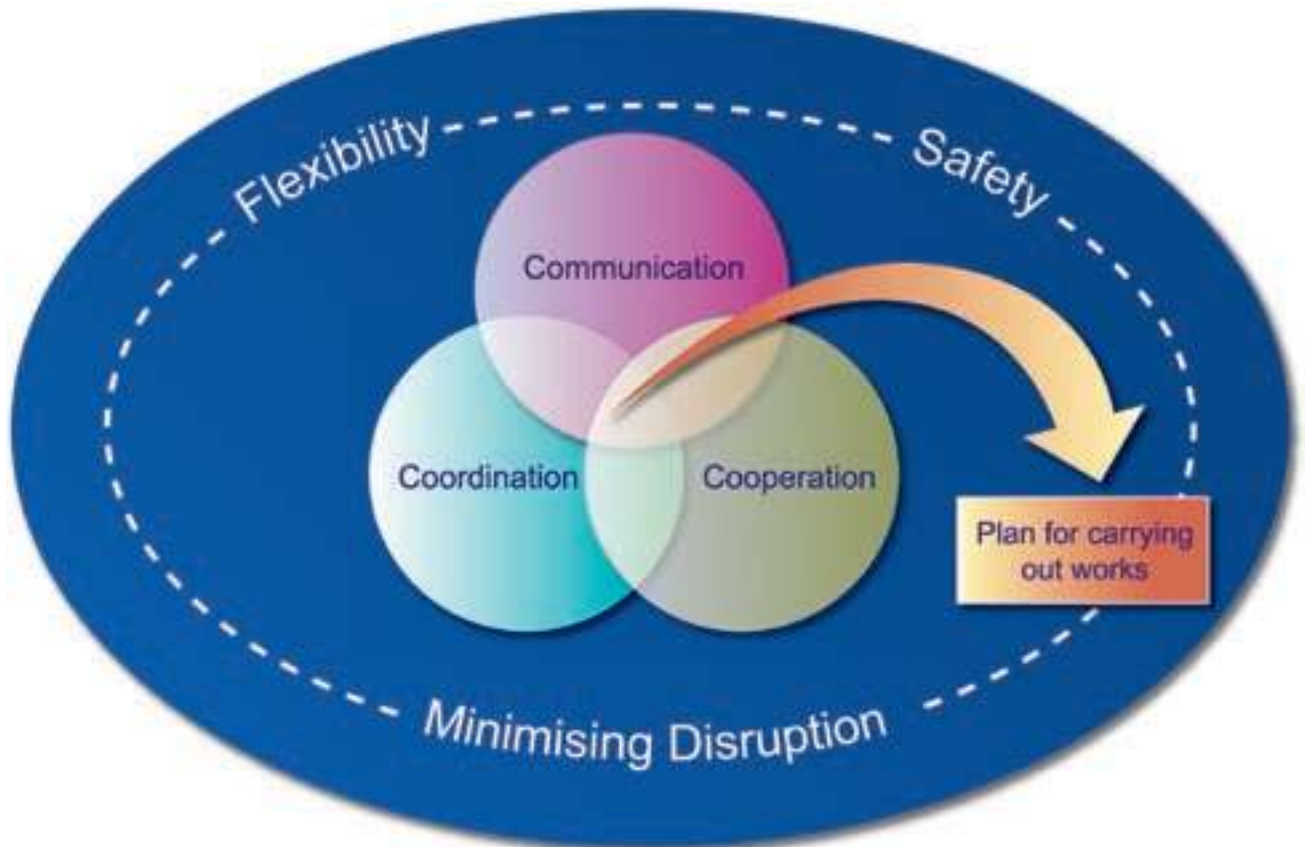 Flexibility
Safety
Communication
Coordination
Cooperation
Plan for carrying
out works
Minimising Disruption